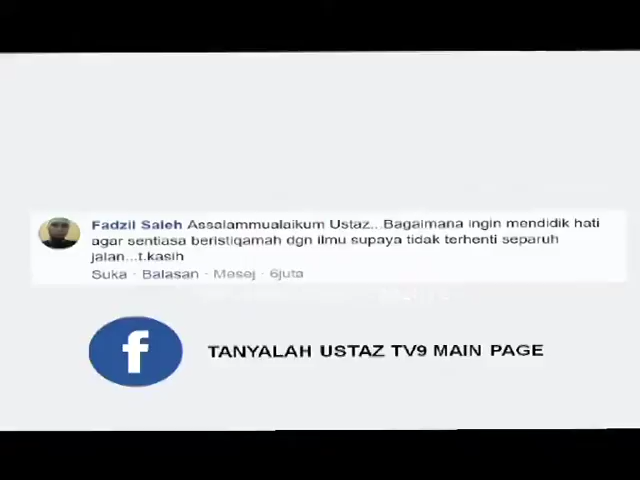 Fadzil Saleh Assalammualaikum Ustaz...Bagaimana ingin mendidik hati
agar sentiasa beristiqamah dgn ilmu supaya tidak terhenti separuh
jalan...t.kasih
Suka · Balasan · Mesej · 6juta
f TANYALAH USTAZ TV9 MAIN PAGE